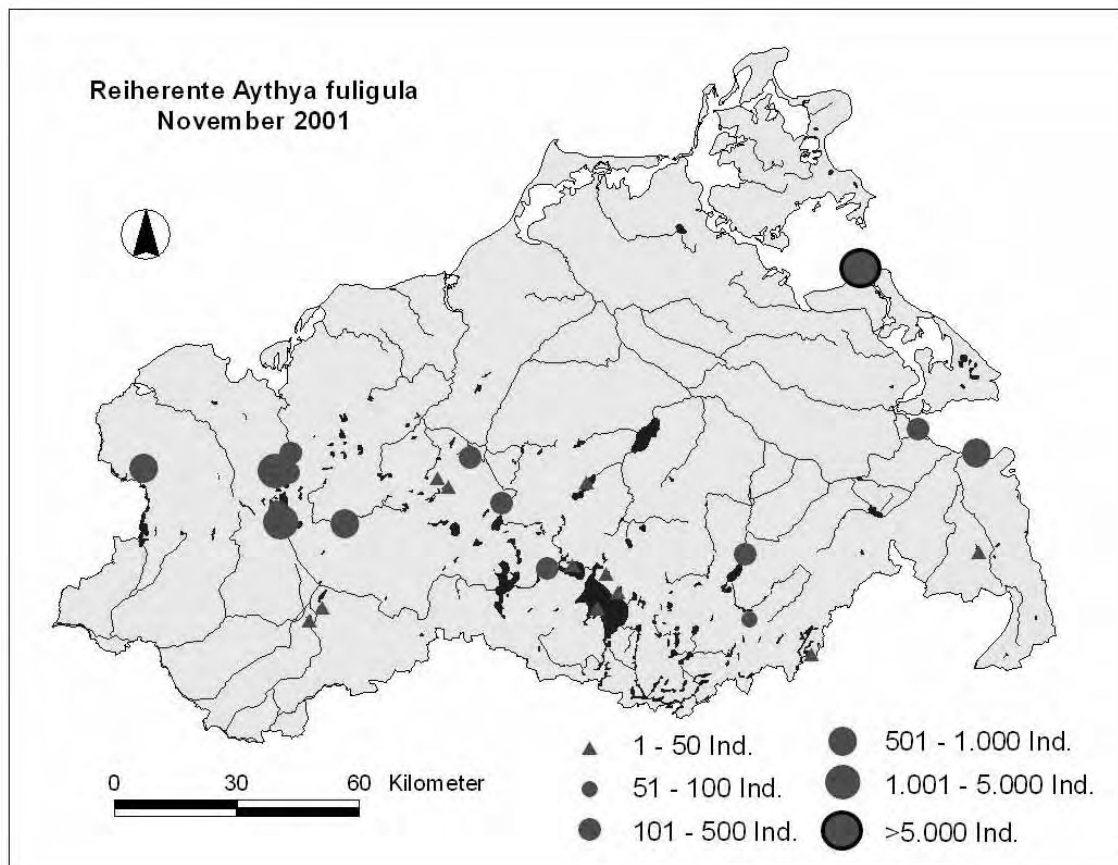 Reiherente Aythya fuligula
November 2001
0 30 60 Kilometer
1 - 50 Ind.
51 - 100 Ind.
101 - 500 Ind.
501 - 1.000 Ind.
1.001 - 5.000 Ind.
>5.000 Ind.